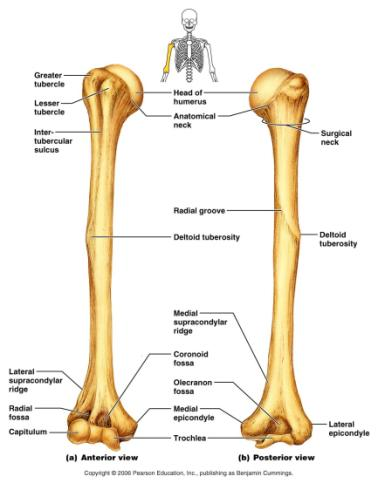 Greater
tubercle
Lesser
tubercle
Inter-
tubercular
sulcus
Head of
humerus
Anatomical
neck
Surgical
neck
Radial groove
Deltoid tuberosity
Deltoid
tuberosity
Medial
supracondylar
ridge
Coronoid
fossa
Lateral
supracondylar
ridge
Olecranon
fossa
Radial
fossa
Medial
epicondyle
Capitulum
Trochlea
Lateral
epicondyle
(a) Anterior view
(b) Posterior view
Copyright © 2006 Pearson Education, Inc., publishing as Benjamin Cummings.